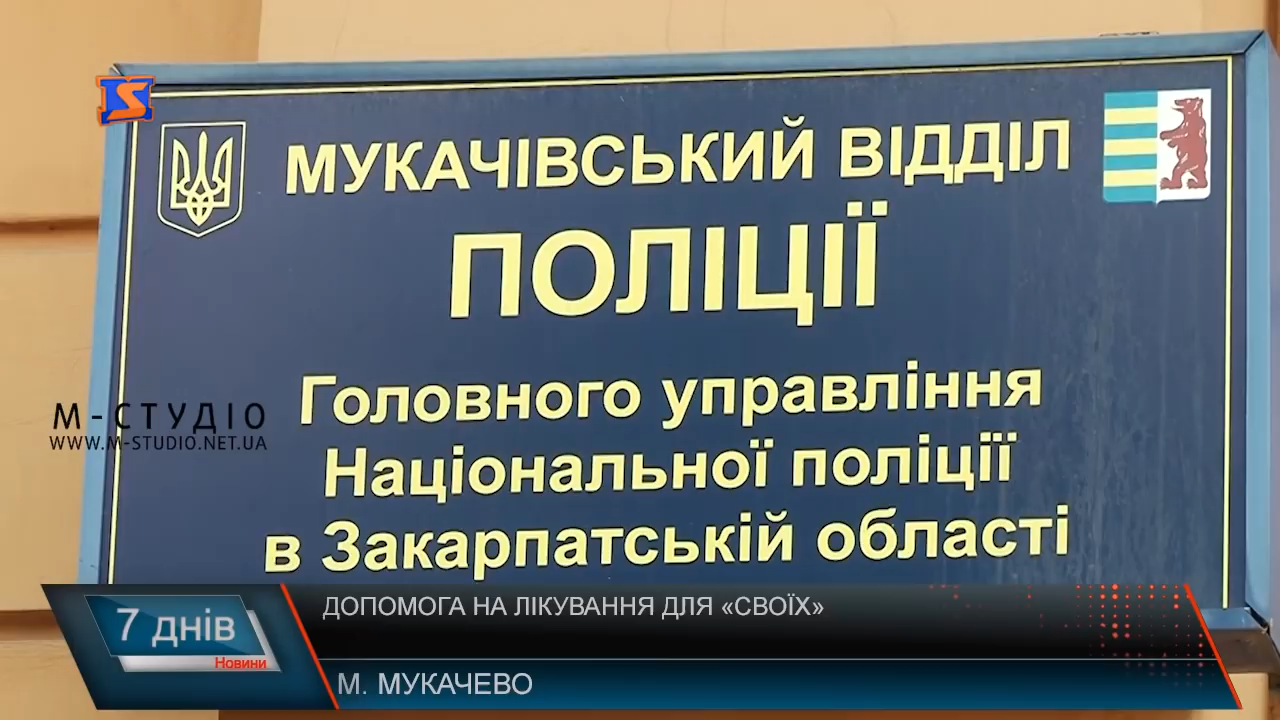 МУКАЧІВСЬКИЙ ВІДДІЛ
ПОЛІЦІЇ
Головного управління
Національної поліції
в Закарпатській області
М-СТУДІО
WWW.M-STUDIO.NET.UA
7 днів
Новини
ДОПОМОГА НА ЛІКУВАННЯ ДЛЯ «СВОЇХ»
М. МУКАЧЕВО